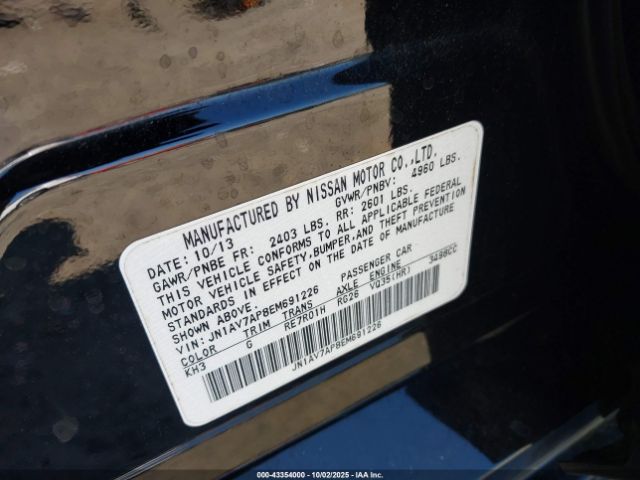 MANUFACTURED BY NISSAN MOTOR CO.,LTD.
DATE: 10/13 GVWR/PNBV: 4960 LBS.
GAWR/PNBE FR: 2403 LBS. RR: 2601 LBS.
THIS VEHICLE CONFORMS TO ALL APPLICABLE FEDERAL
MOTOR VEHICLE SAFETY,BUMPER,AND THEFT PREVENTION
STANDARDS IN EFFECT ON THE DATE OF MANUFACTURE
SHOWN ABOVE.
VIN: JN1AV7AP8EM691226 PASSENGER CAR
COLOR TRIM TRANS AXLE ENGINE 3498CC
KH3 G RE7R01H RG26 VQ35(HR)
JN1AV7AP8EM691226
000-43354000 | 10/02/2025 | IAA Inc.